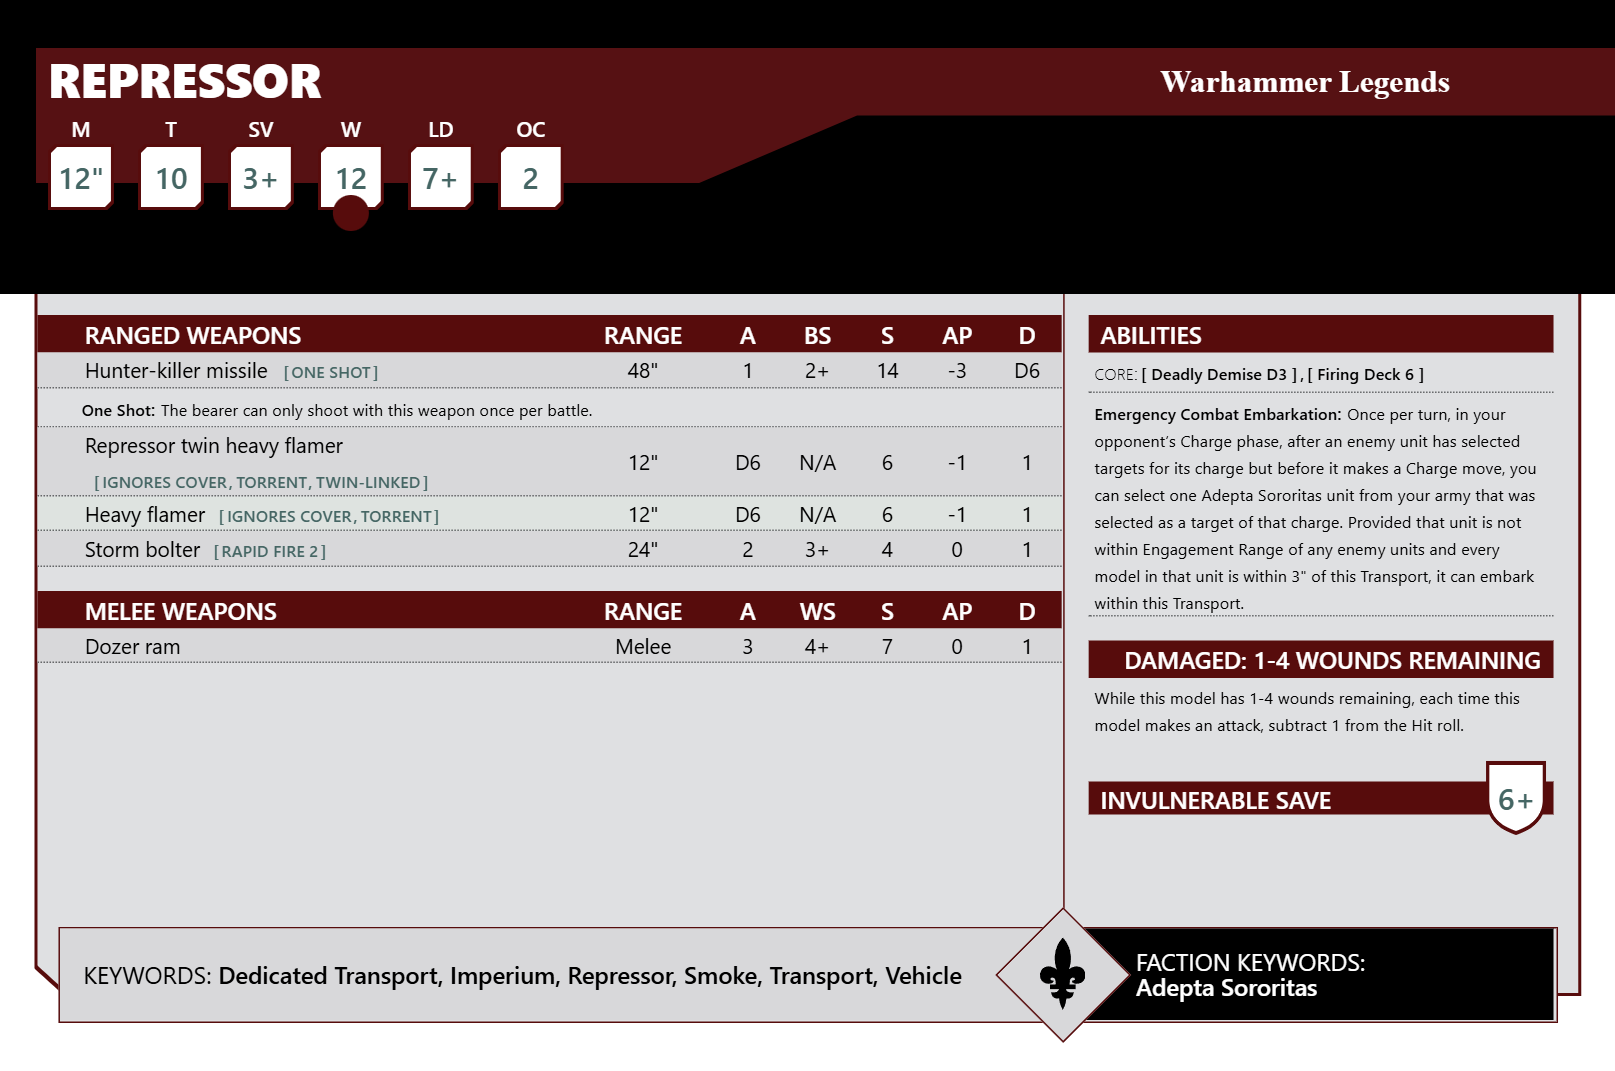 REPRESSOR
Warhammer Legends
M T SV W LD OC
12" 10 3+ 12 7+ 2
RANGED WEAPONS RANGE A BS S AP D
Hunter-killer missile [ONE SHOT] 48" 1 2+ 14 -3 D6
One Shot: The bearer can only shoot with this weapon once per battle.
Repressor twin heavy flamer
[IGNORES COVER, TORRENT, TWIN-LINKED] 12" D6 N/A 6 -1 1
Heavy flamer [IGNORES COVER, TORRENT] 12" D6 N/A 6 -1 1
Storm bolter [RAPID FIRE 2] 24" 2 3+ 4 0 1
MELEE WEAPONS RANGE A WS S AP D
Dozer ram Melee 3 4+ 7 0 1
ABILITIES
CORE: [ Deadly Demise D3 ] , [ Firing Deck 6 ]
Emergency Combat Embarkation: Once per turn, in your
opponent's Charge phase, after an enemy unit has selected
targets for its charge but before it makes a Charge move, you
can select one Adepta Sororitas unit from your army that was
selected as a target of that charge. Provided that unit is not
within Engagement Range of any enemy units and every
model in that unit is within 3" of this Transport, it can embark
within this Transport.
DAMAGED: 1-4 WOUNDS REMAINING
While this model has 1-4 wounds remaining, each time this
model makes an attack, subtract 1 from the Hit roll.
INVULNERABLE SAVE 6+
KEYWORDS: Dedicated Transport, Imperium, Repressor, Smoke, Transport, Vehicle
FACTION KEYWORDS:
Adepta Sororitas